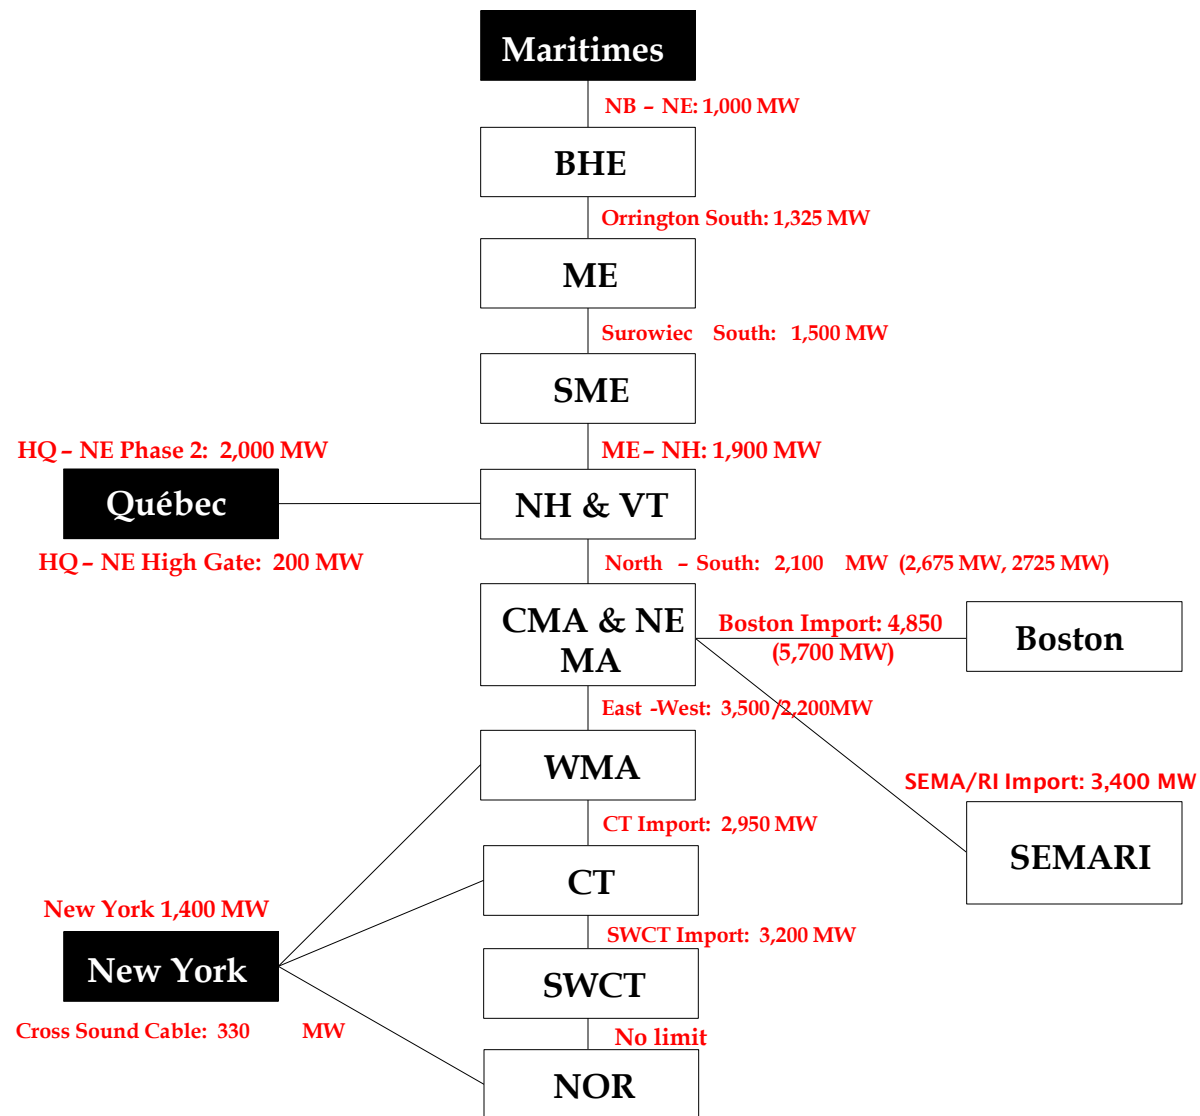 Maritimes
NB – NE: 1,000 MW
BHE
Orrington South: 1,325 MW
ME
Surowiec South: 1,500 MW
SME
HQ – NE Phase 2: 2,000 MW
ME – NH: 1,900 MW
Québec
NH & VT
HQ – NE High Gate: 200 MW
North – South: 2,100 MW (2,675 MW, 2725 MW)
CMA & NE
MA
Boston Import: 4,850
(5,700 MW)
Boston
East -West: 3,500/2,200MW
WMA
SEMA/RI Import: 3,400 MW
CT Import: 2,950 MW
SEMARI
CT
New York 1,400 MW
SWCT Import: 3,200 MW
New York
SWCT
Cross Sound Cable: 330 MW
No limit
NOR